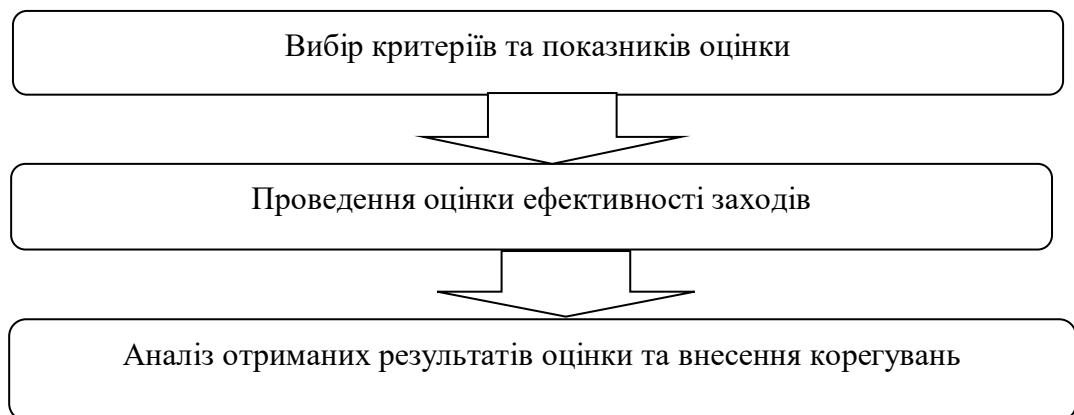 Вибір критеріїв та показників оцінки
Проведення оцінки ефективності заходів
Аналіз отриманих результатів оцінки та внесення корегувань